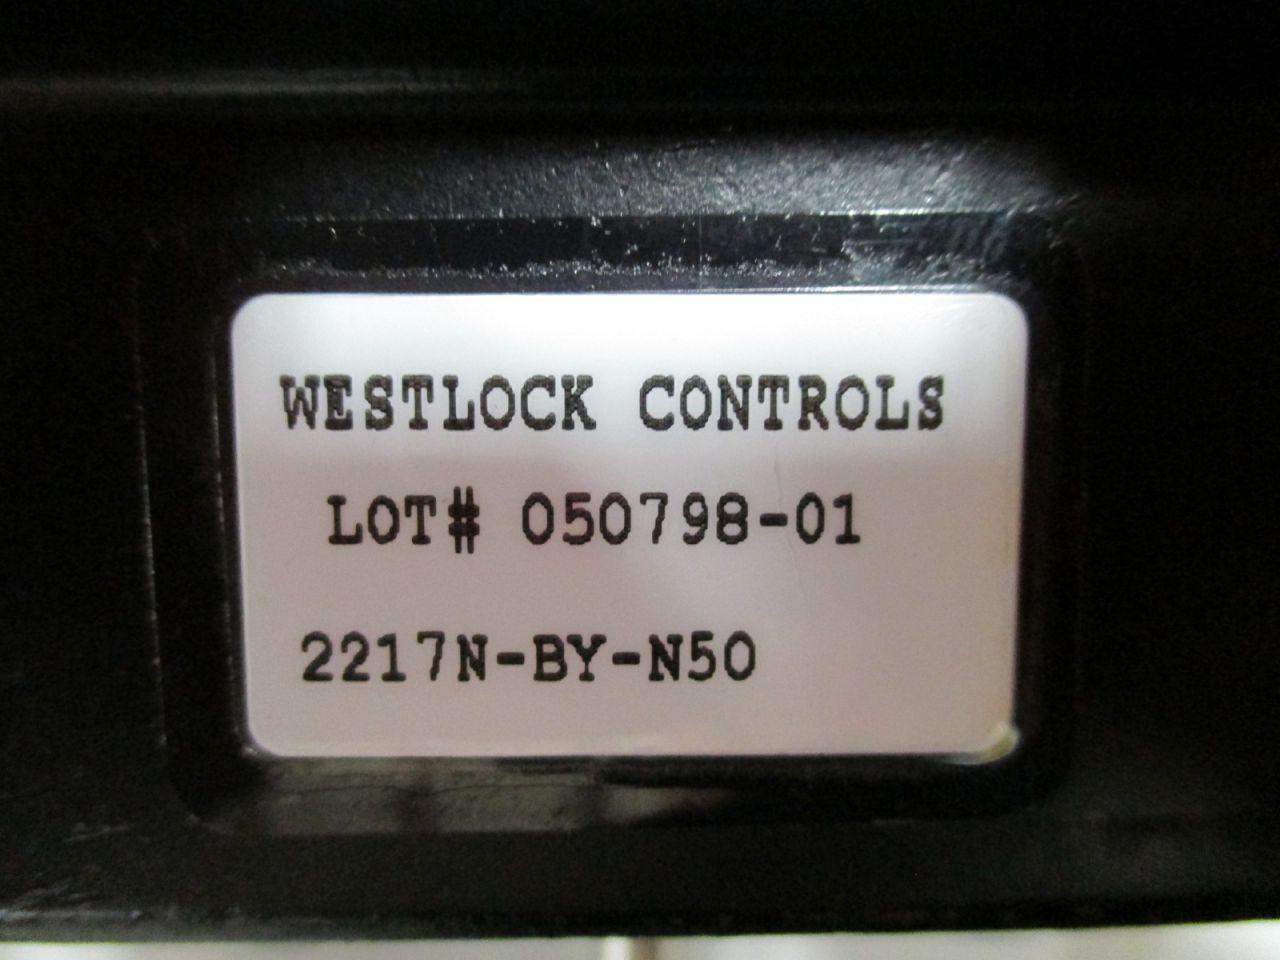 WESTLOCK CONTROLS
LOT# 050798-01
2217N-BY-N50